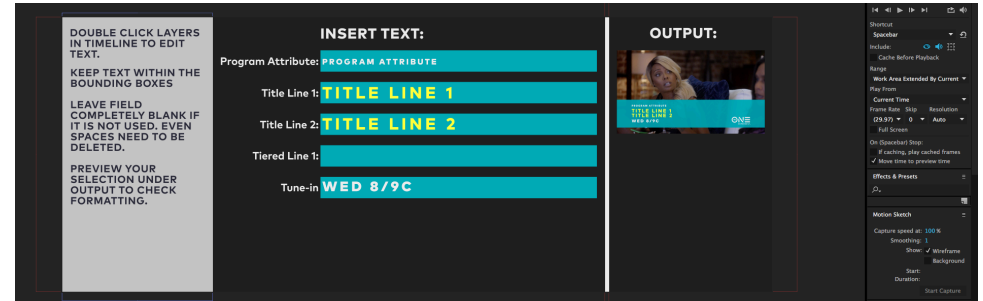 DOUBLE CLICK LAYERS
IN TIMELINE TO EDIT
TEXT.
KEEP TEXT WITHIN THE
BOUNDING BOXES
LEAVE FIELD
COMPLETELY BLANK IF
IT IS NOT USED. EVEN
SPACES NEED TO BE
DELETED.
PREVIEW YOUR
SELECTION UNDER
OUTPUT TO CHECK
FORMATTING.
INSERT TEXT:
Program Attribute: PROGRAM ATTRIBUTE
Title Line 1: TITLE LINE 1
Title Line 2: TITLE LINE 2
Tiered Line 1:
Tune-in WED 8/9C
OUTPUT:
PROGRAM ATTRIBUTE
TITLE LINE 1
TITLE LINE 2
WED 8/9C
OWN
Shortcut
Spacebar
Include:
Cache Before Playback
Range
Work Area Extended By Current
Play From
Current Time
Frame Rate Skip Resolution
(29.97) 0 Auto
Full Screen
On (Spacebar) Stop:
If caching, play cached frames
Move time to preview time
Effects & Presets
Motion Sketch
Capture speed at: 100 %
Smoothing: 1
Show: Wireframe
Background
Start:
Duration:
Start Capture